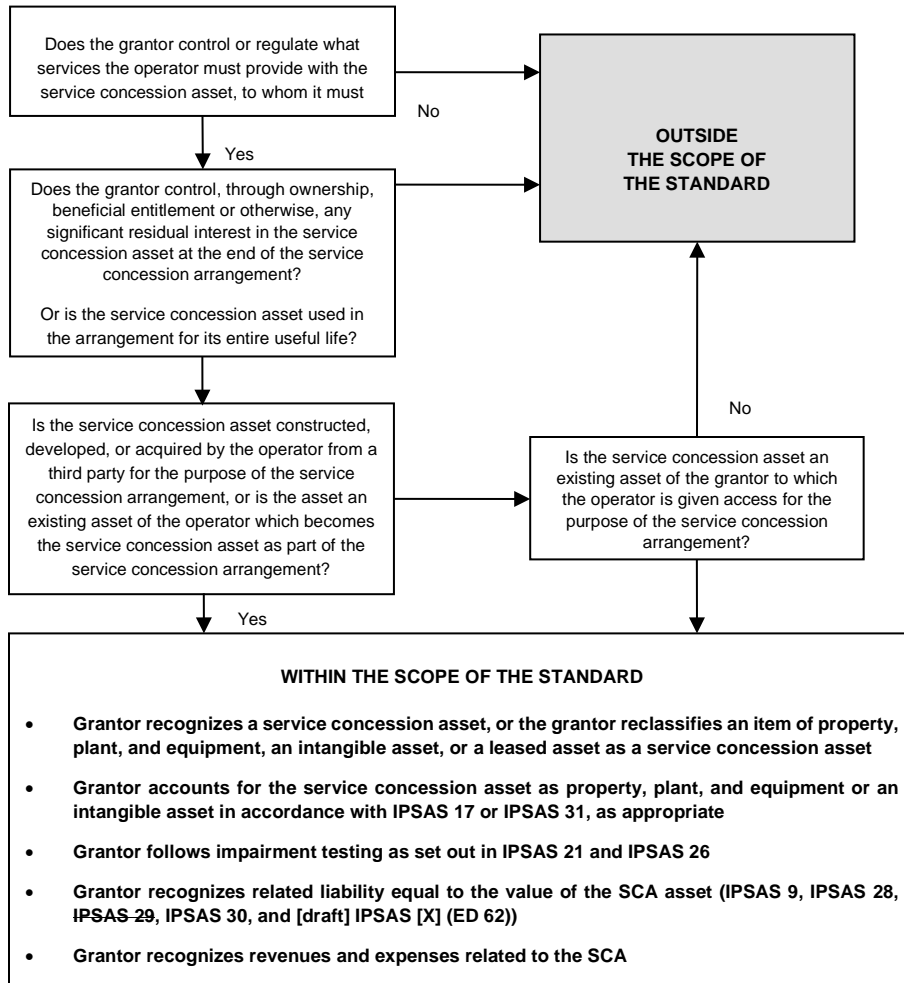 Does the grantor control or regulate what
services the operator must provide with the
service concession asset, to whom it must
No
Yes
OUTSIDE
THE SCOPE OF
THE STANDARD
Does the grantor control, through ownership,
beneficial entitlement or otherwise, any
significant residual interest in the service
concession asset at the end of the service
concession arrangement?
Or is the service concession asset used in
the arrangement for its entire useful life?
Is the service concession asset constructed,
developed, or acquired by the operator from a
third party for the purpose of the service
concession arrangement, or is the asset an
existing asset of the operator which becomes
the service concession asset as part of the
service concession arrangement?
Yes
No
Is the service concession asset an
existing asset of the grantor to which
the operator is given access for the
purpose of the service concession
arrangement?
WITHIN THE SCOPE OF THE STANDARD
• Grantor recognizes a service concession asset, or the grantor reclassifies an item of property,
plant, and equipment, an intangible asset, or a leased asset as a service concession asset
• Grantor accounts for the service concession asset as property, plant, and equipment or an
intangible asset in accordance with IPSAS 17 or IPSAS 31, as appropriate
• Grantor follows impairment testing as set out in IPSAS 21 and IPSAS 26
• Grantor recognizes related liability equal to the value of the SCA asset (IPSAS 9, IPSAS 28,
IPSAS 29, IPSAS 30, and [draft] IPSAS [X] (ED 62))
• Grantor recognizes revenues and expenses related to the SCA